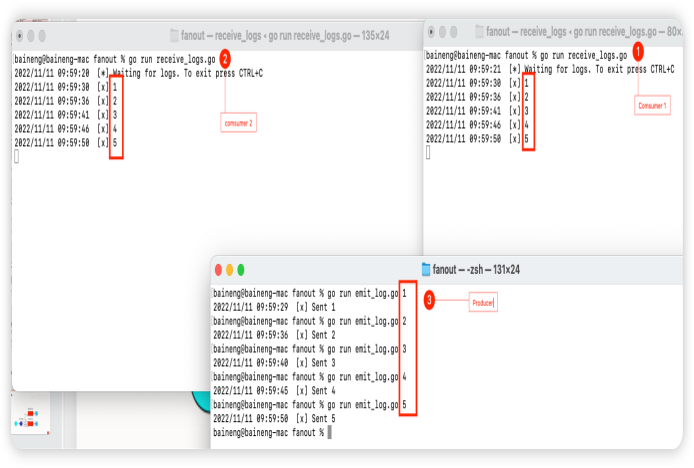 fanout — receive_logs • go run receive_logs.go — 135×24
baineng@baineng-mac fanout % go run receive_logs.go
2
2022/11/11 09:59:20 [*] Waiting for logs. To exit press CTRL+C
2022/11/11 09:59:30 [x] 1
2022/11/11 09:59:36 [x] 2
2022/11/11 09:59:41 [x] 3
2022/11/11 09:59:46 [x] 4
2022/11/11 09:59:50 [x] 5
comsumer 2
fanout — receive_logs • go run receive_logs.go — 80×
baineng@baineng-mac fanout % go run receive_logs.go
1
2022/11/11 09:59:21 [*] Waiting for logs. To exit press CTRL+C
2022/11/11 09:59:30 [x] 1
2022/11/11 09:59:36 [x] 2
2022/11/11 09:59:41 [x] 3
2022/11/11 09:59:46 [x] 4
2022/11/11 09:59:50 [x] 5
Comsumer 1
fanout — -zsh — 131×24
baineng@baineng-mac fanout % go run emit_log.go 1
2022/11/11 09:59:29 [x] Sent 1
baineng@baineng-mac fanout % go run emit_log.go 2
2022/11/11 09:59:36 [x] Sent 2
baineng@baineng-mac fanout % go run emit_log.go 3
2022/11/11 09:59:40 [x] Sent 3
baineng@baineng-mac fanout % go run emit_log.go 4
2022/11/11 09:59:45 [x] Sent 4
baineng@baineng-mac fanout % go run emit_log.go 5
2022/11/11 09:59:50 [x] Sent 5
baineng@baineng-mac fanout %
3
Producer